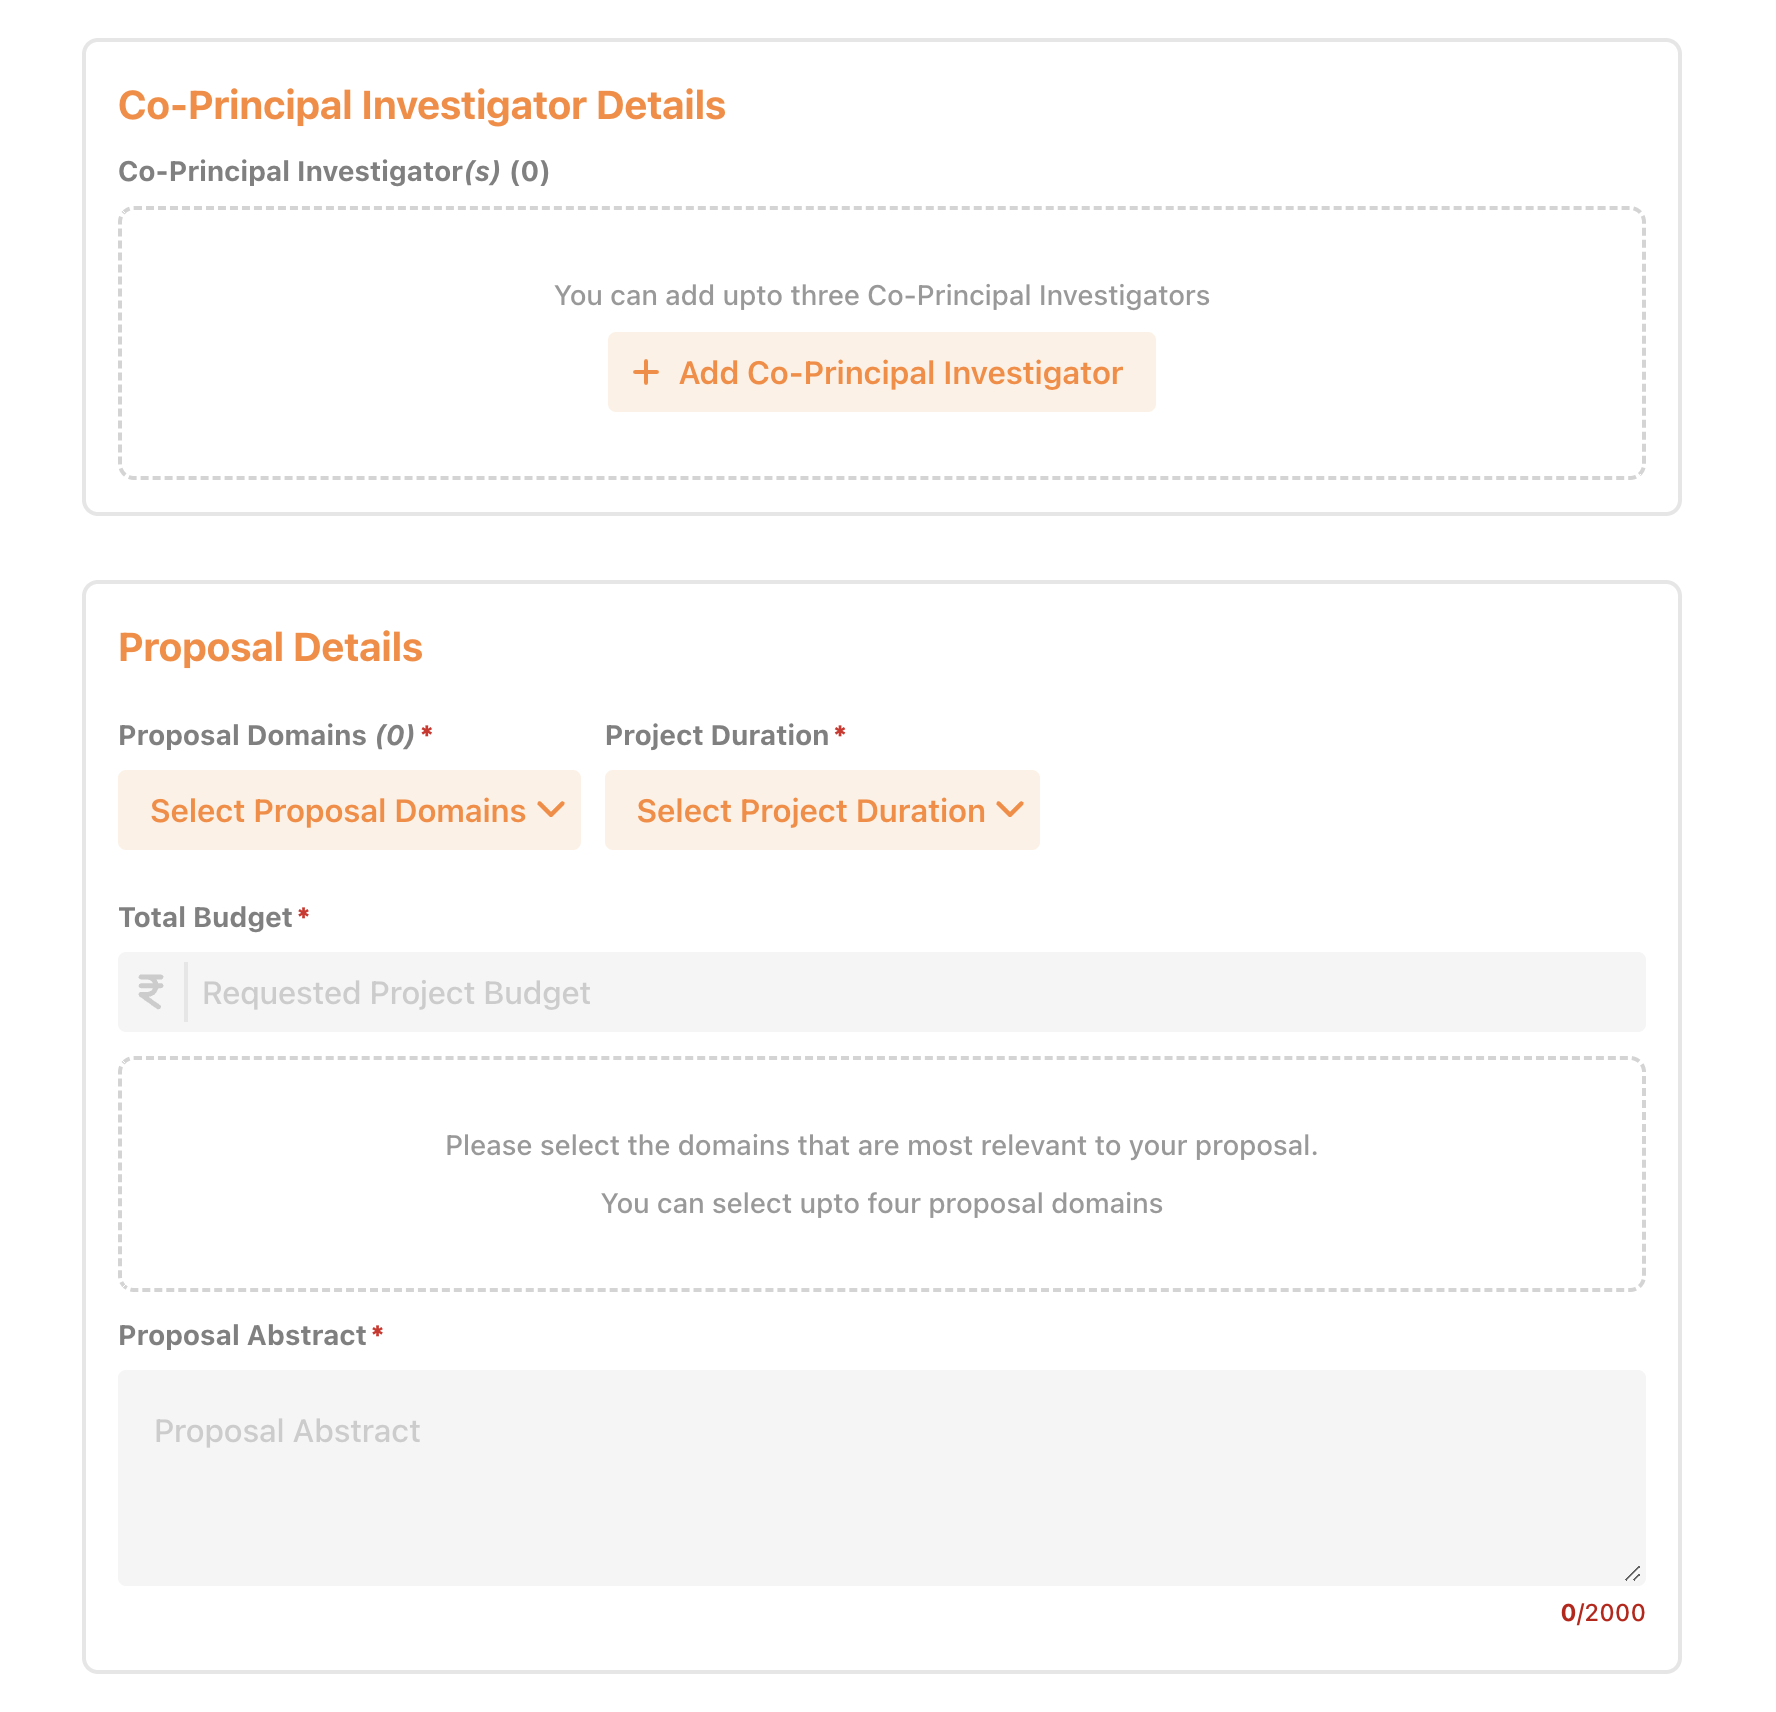 Co-Principal Investigator Details
Co-Principal Investigator(s) (0)
You can add upto three Co-Principal Investigators
+ Add Co-Principal Investigator
Proposal Details
Proposal Domains (0) * Project Duration *
Select Proposal Domains Select Project Duration
Total Budget *
₹ Requested Project Budget
Please select the domains that are most relevant to your proposal.
You can select upto four proposal domains
Proposal Abstract *
Proposal Abstract
0/2000